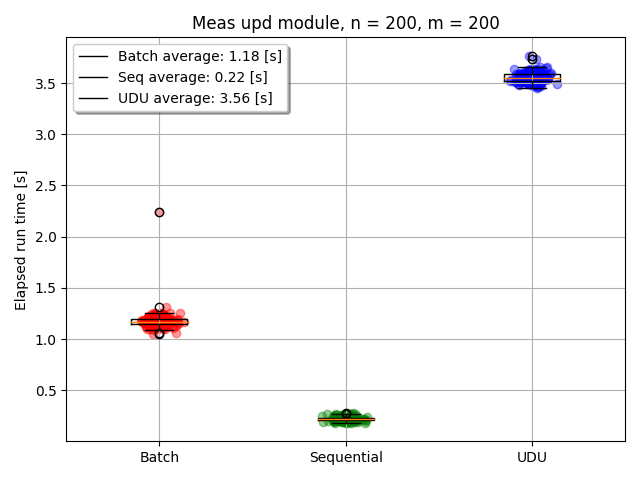 Meas upd module, n = 200, m = 200
Batch average: 1.18 [s]
Seq average: 0.22 [s]
UDU average: 3.56 [s]
Elapsed run time [s]
3.5
3.0
2.5
2.0
1.5
1.0
0.5
Batch Sequential UDU